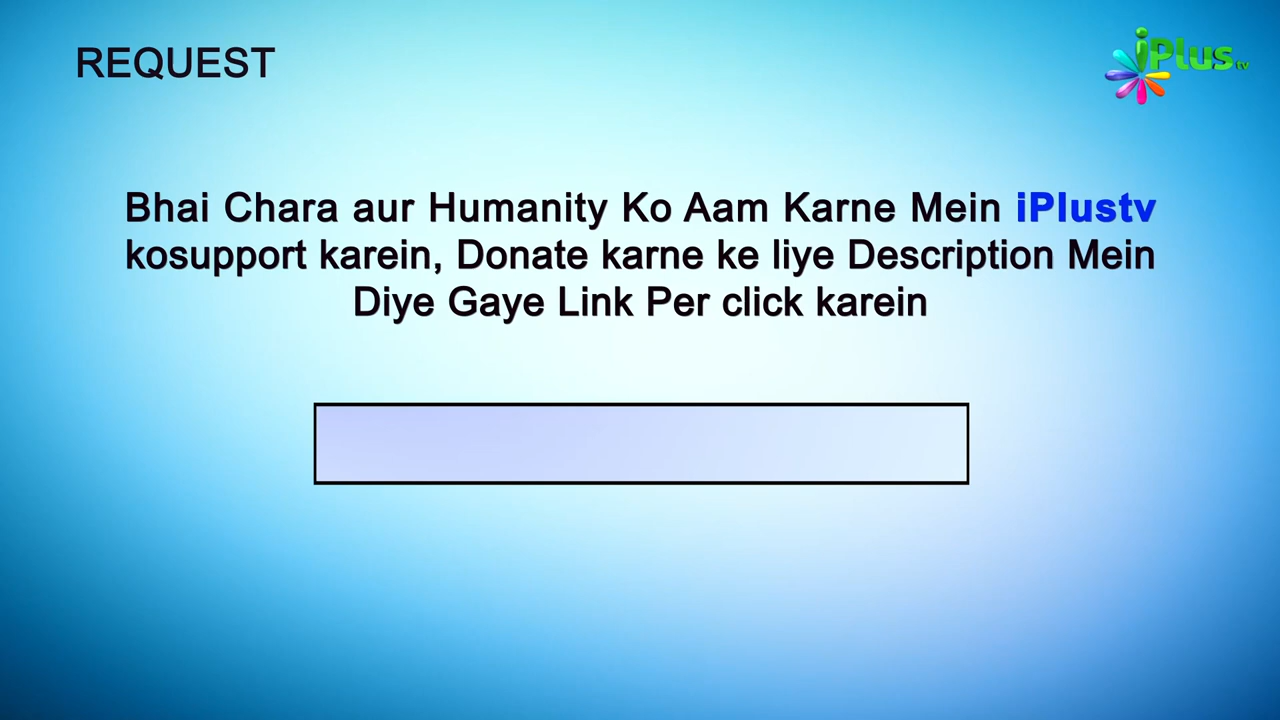 REQUEST
iPlus tv
Bhai Chara aur Humanity Ko Aam Karne Mein iPlustv
kosupport karein, Donate karne ke liye Description Mein
Diye Gaye Link Per click karein